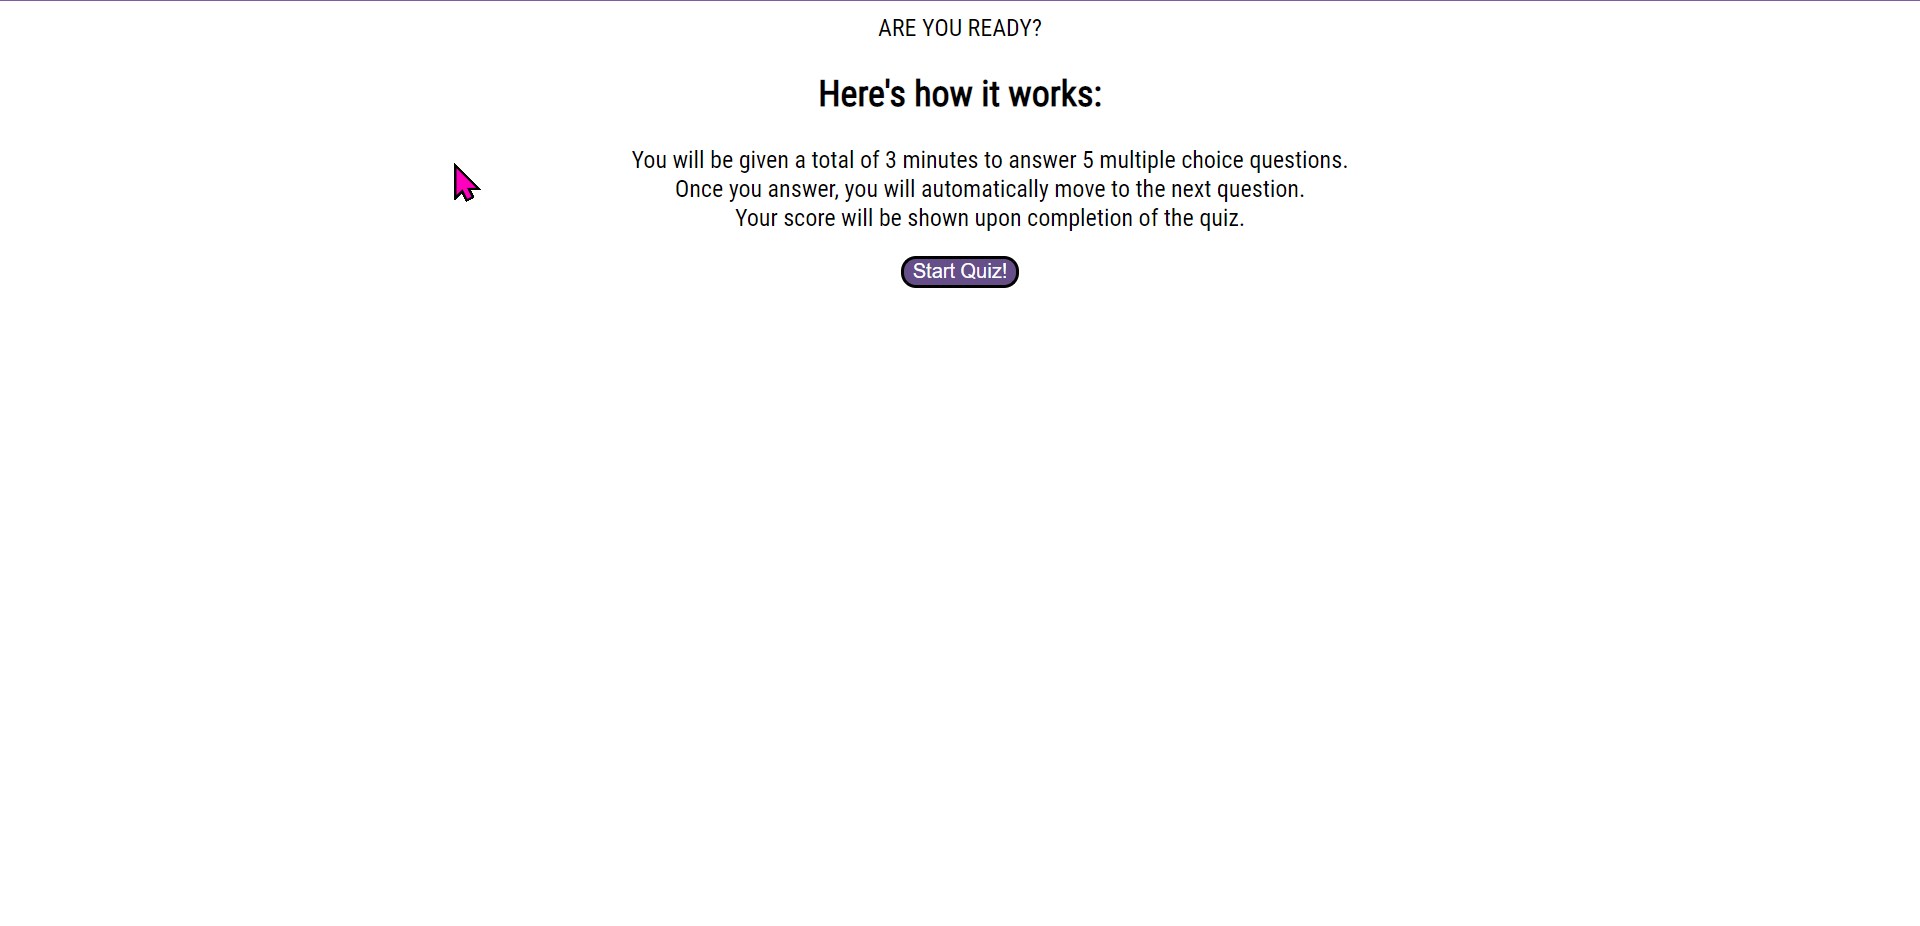 ARE YOU READY?
Here's how it works:
You will be given a total of 3 minutes to answer 5 multiple choice questions.
Once you answer, you will automatically move to the next question.
Your score will be shown upon completion of the quiz.
Start Quiz!